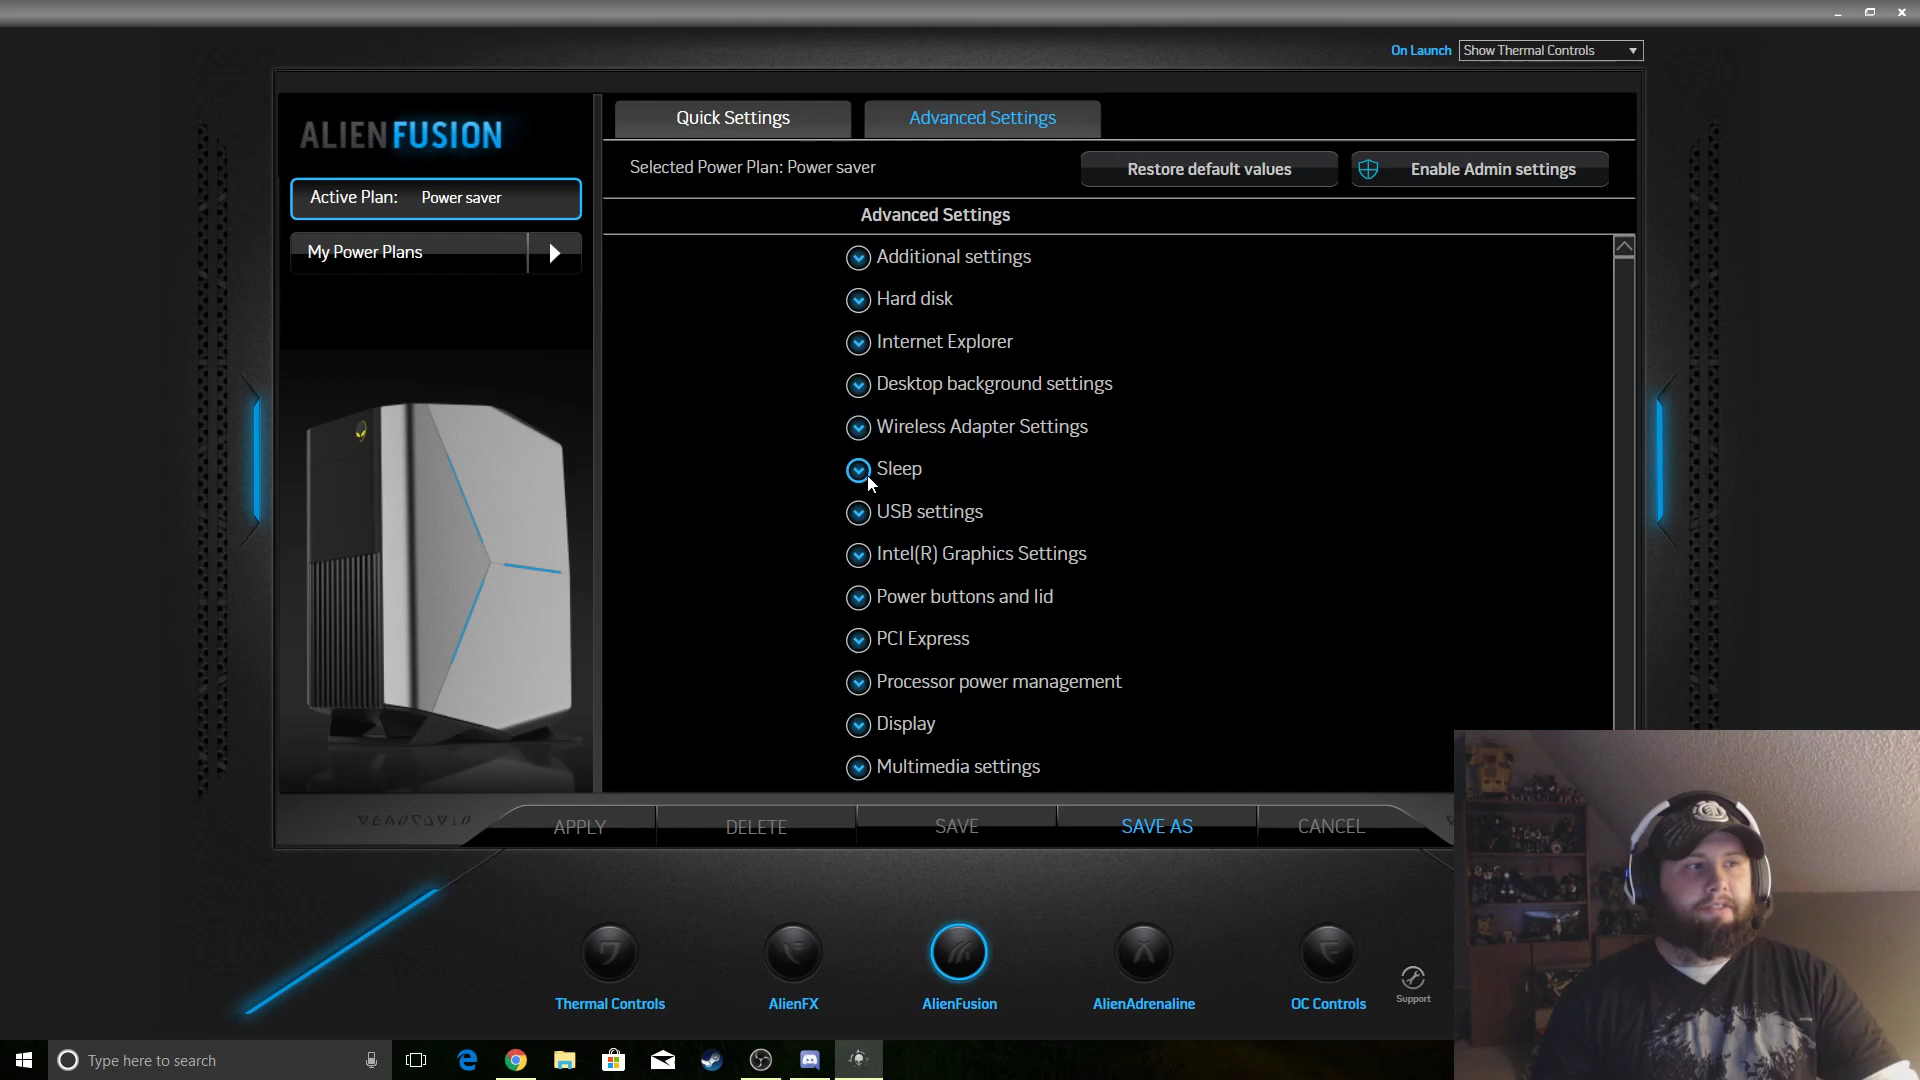 On Launch Show Thermal Controls
ALIENFUSION
Quick Settings
Advanced Settings
Active Plan: Power saver
My Power Plans
Selected Power Plan: Power saver
Restore default values
Enable Admin settings
Advanced Settings
Additional settings
Hard disk
Internet Explorer
Desktop background settings
Wireless Adapter Settings
Sleep
USB settings
Intel(R) Graphics Settings
Power buttons and lid
PCI Express
Processor power management
Display
Multimedia settings
APPLY
DELETE
SAVE
SAVE AS
CANCEL
Thermal Controls
AlienFX
AlienFusion
AlienAdrenaline
OC Controls
Support
Type here to search